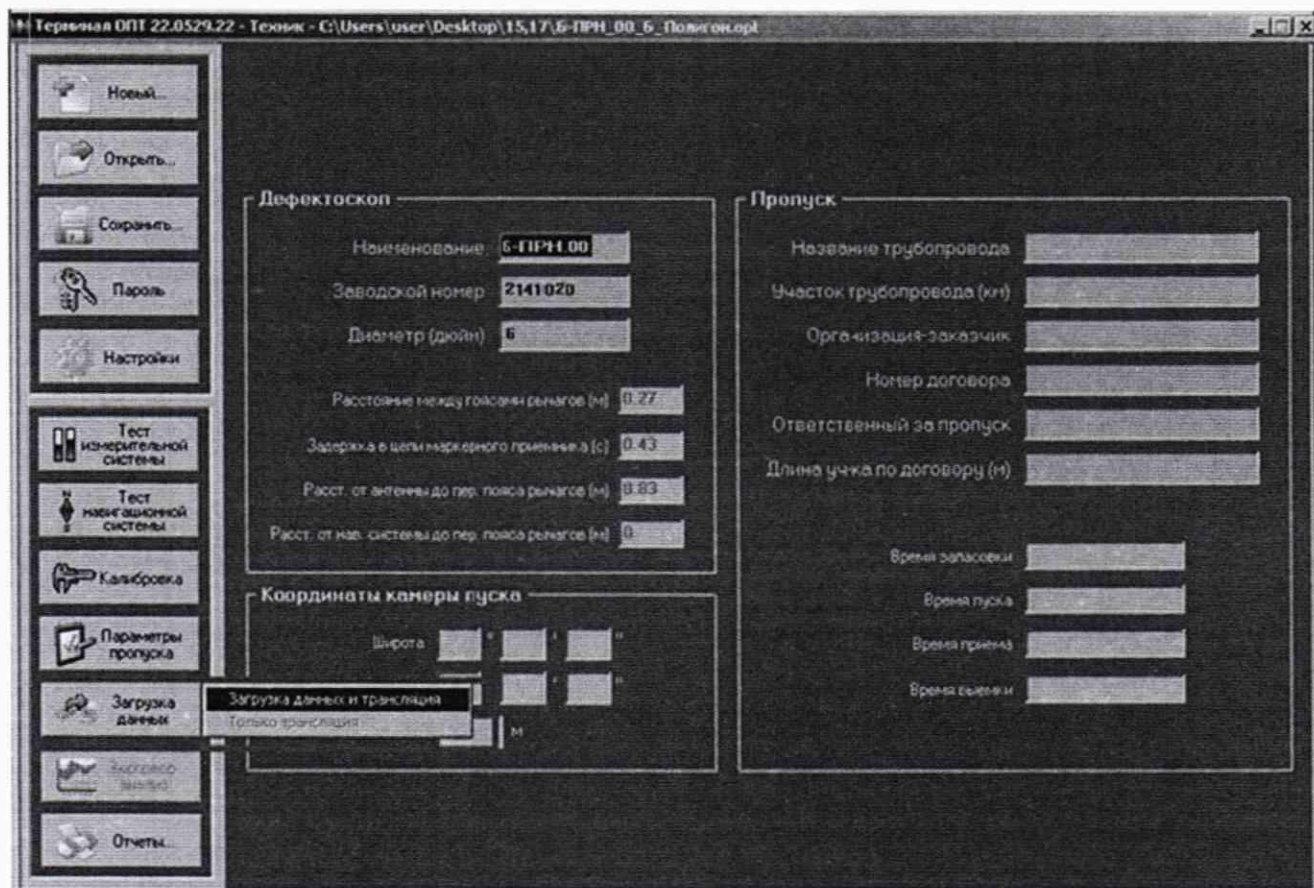 Терминал ОПТ 22.0529.22 - Техник - C:\Users\user\Desktop\15,17\6-ПРН_00_6_Полигон.opt
Новый...
Открыть...
Сохранить...
Пароль
Настройки
Тест
измерительной
системы
Тест
навигационной
системы
Калибровка
Параметры
пропуска
Загрузка
данных
Загрузка данных и трансляция
Только трансляция
Экспресс
анализ
Отчеты...
Дефектоскоп
Наименование 6-ПРН.00
Заводской номер 2141020
Диаметр (дюйм) 6
Расстояние между поясами рычагов (м) 0.27
Задержка в цепи маркерного приемника (с) 0.43
Расст. от антенны до пер. пояса рычагов (м) 0.83
Расст. от нав. системы до пер. пояса рычагов (м) 0
Координаты камеры пуска
Широта ° ' "
' "
м
Пропуск
Название трубопровода
Участок трубопровода (км)
Организация-заказчик
Номер договора
Ответственный за пропуск
Длина уч-ка по договору (м)
Время запасовки
Время пуска
Время приема
Время выемки